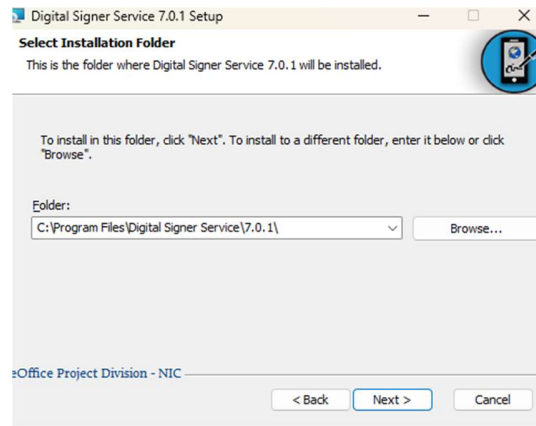 Digital Signer Service 7.0.1 Setup
Select Installation Folder
This is the folder where Digital Signer Service 7.0.1 will be installed.
To install in this folder, click "Next". To install to a different folder, enter it below or click
"Browse".
Folder:
C:\Program Files\Digital Signer Service\7.0.1\
Browse...
eOffice Project Division - NIC
< Back Next > Cancel